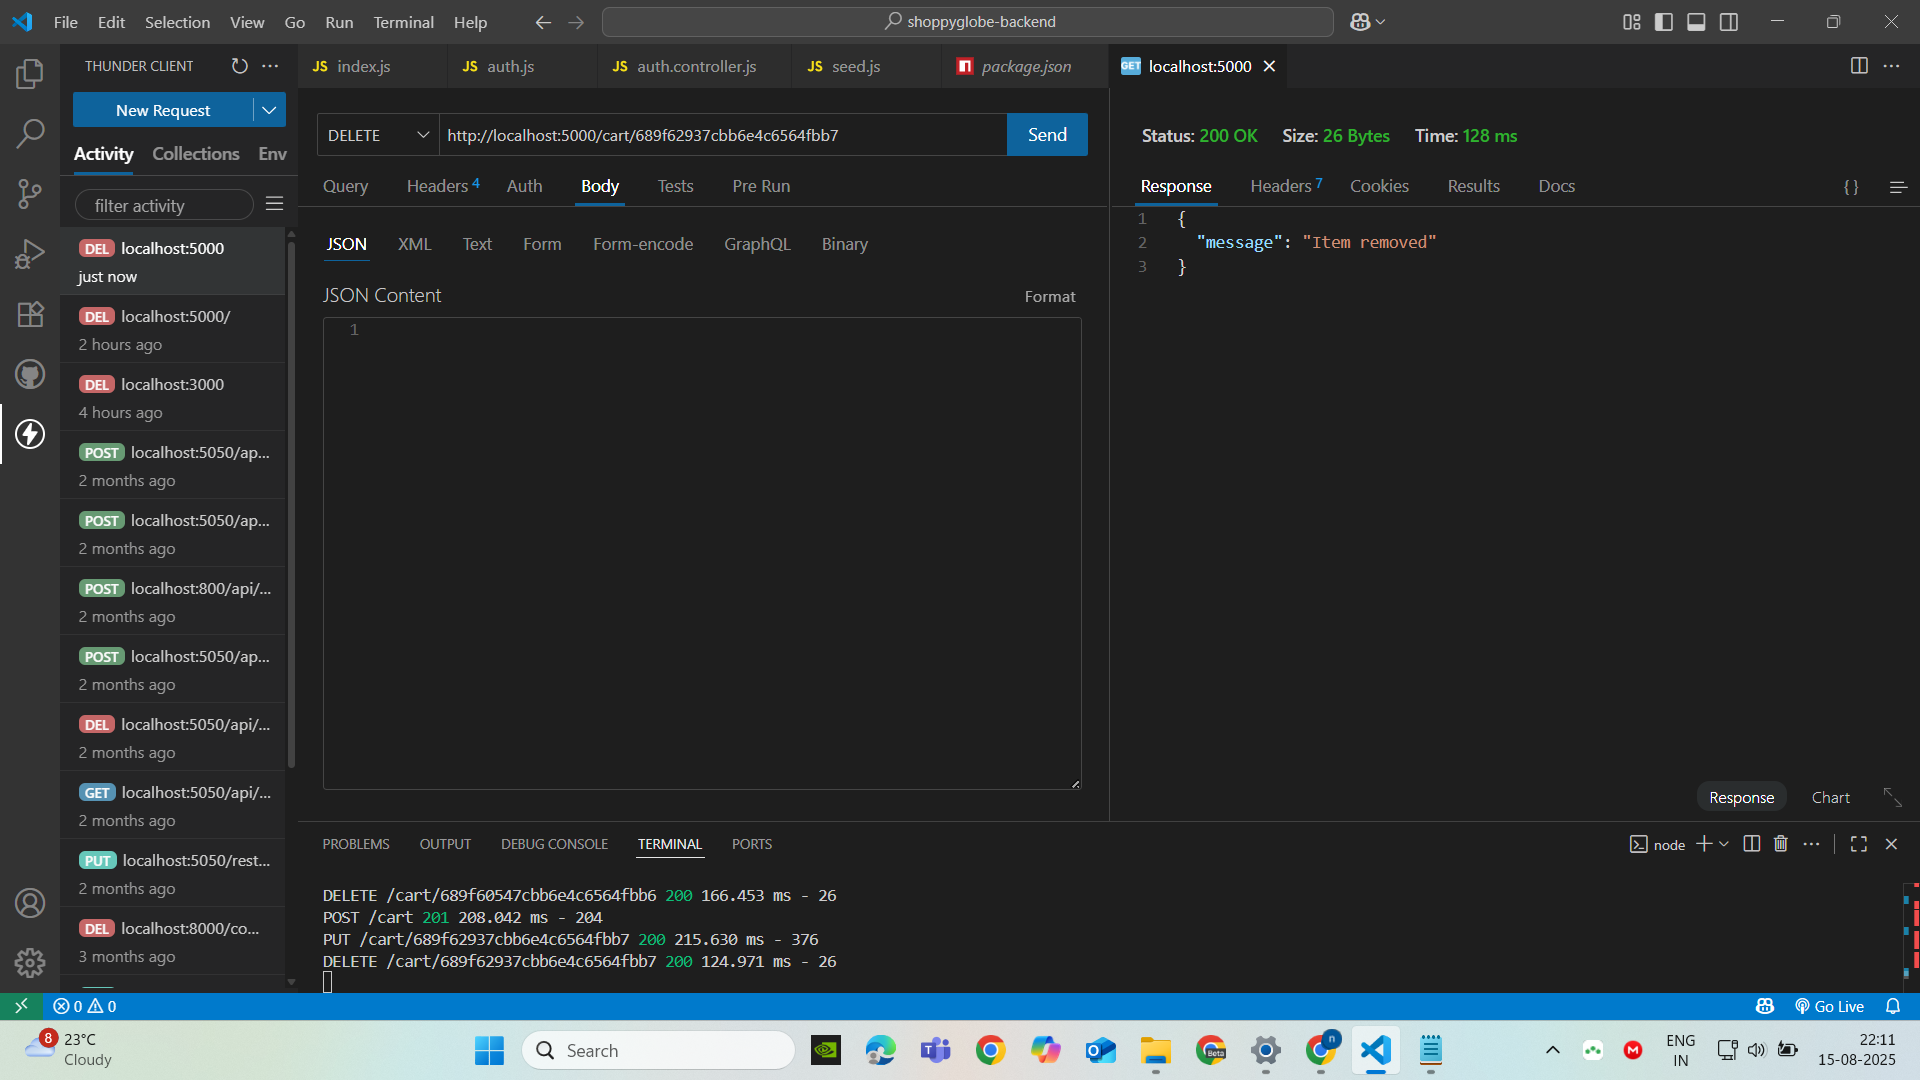 File Edit Selection View Go Run Terminal Help
shoppyglobe-backend
THUNDER CLIENT
New Request
Activity Collections Env
filter activity
DEL localhost:5000
just now
DEL localhost:5000/
2 hours ago
DEL localhost:3000
4 hours ago
POST localhost:5050/ap...
2 months ago
POST localhost:5050/ap...
2 months ago
POST localhost:800/api/...
2 months ago
POST localhost:5050/ap...
2 months ago
DEL localhost:5050/api/...
2 months ago
GET localhost:5050/api/...
2 months ago
PUT localhost:5050/rest...
2 months ago
DEL localhost:8000/co...
3 months ago
JS index.js JS auth.js JS auth.controller.js JS seed.js package.json GET localhost:5000
DELETE http://localhost:5000/cart/689f62937cbb6e4c6564fbb7 Send
Query Headers 4 Auth Body Tests Pre Run
JSON XML Text Form Form-encode GraphQL Binary
JSON Content Format
1
Status: 200 OK Size: 26 Bytes Time: 128 ms
Response Headers 7 Cookies Results Docs { }
1 {
2 "message": "Item removed"
3 }
Response Chart
PROBLEMS OUTPUT DEBUG CONSOLE TERMINAL PORTS node
DELETE /cart/689f60547cbb6e4c6564fbb6 200 166.453 ms - 26
POST /cart 201 208.042 ms - 204
PUT /cart/689f62937cbb6e4c6564fbb7 200 215.630 ms - 376
DELETE /cart/689f62937cbb6e4c6564fbb7 200 124.971 ms - 26
0 0 Go Live
8 23°C
Cloudy
Search
Beta
n
M
ENG
IN
22:11
15-08-2025